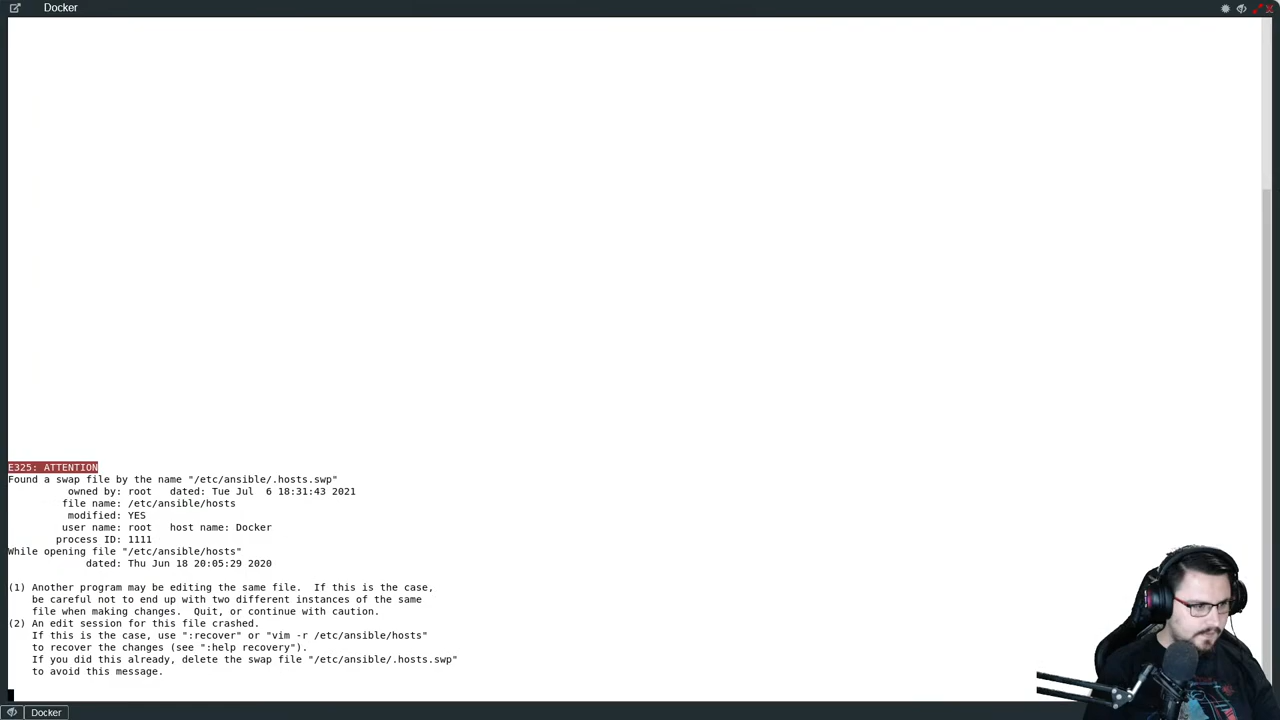 Docker
E325: ATTENTION
Found a swap file by the name "/etc/ansible/.hosts.swp"
owned by: root   dated: Tue Jul  6 18:31:43 2021
file name: /etc/ansible/hosts
modified: YES
user name: root   host name: Docker
process ID: 1111
While opening file "/etc/ansible/hosts"
dated: Thu Jun 18 20:05:29 2020
(1) Another program may be editing the same file.  If this is the case,
be careful not to end up with two different instances of the same
file when making changes.  Quit, or continue with caution.
(2) An edit session for this file crashed.
If this is the case, use ":recover" or "vim -r /etc/ansible/hosts"
to recover the changes (see ":help recovery").
If you did this already, delete the swap file "/etc/ansible/.hosts.swp"
to avoid this message.
Docker